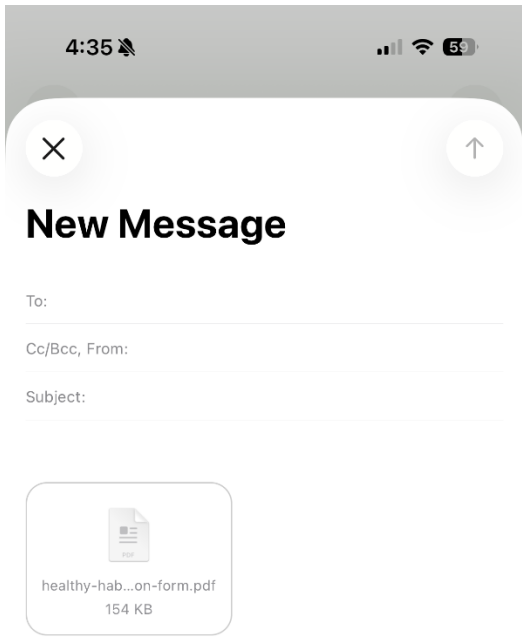 4:35
59
New Message
To:
Cc/Bcc, From:
Subject:
PDF
healthy-hab...on-form.pdf
154 KB